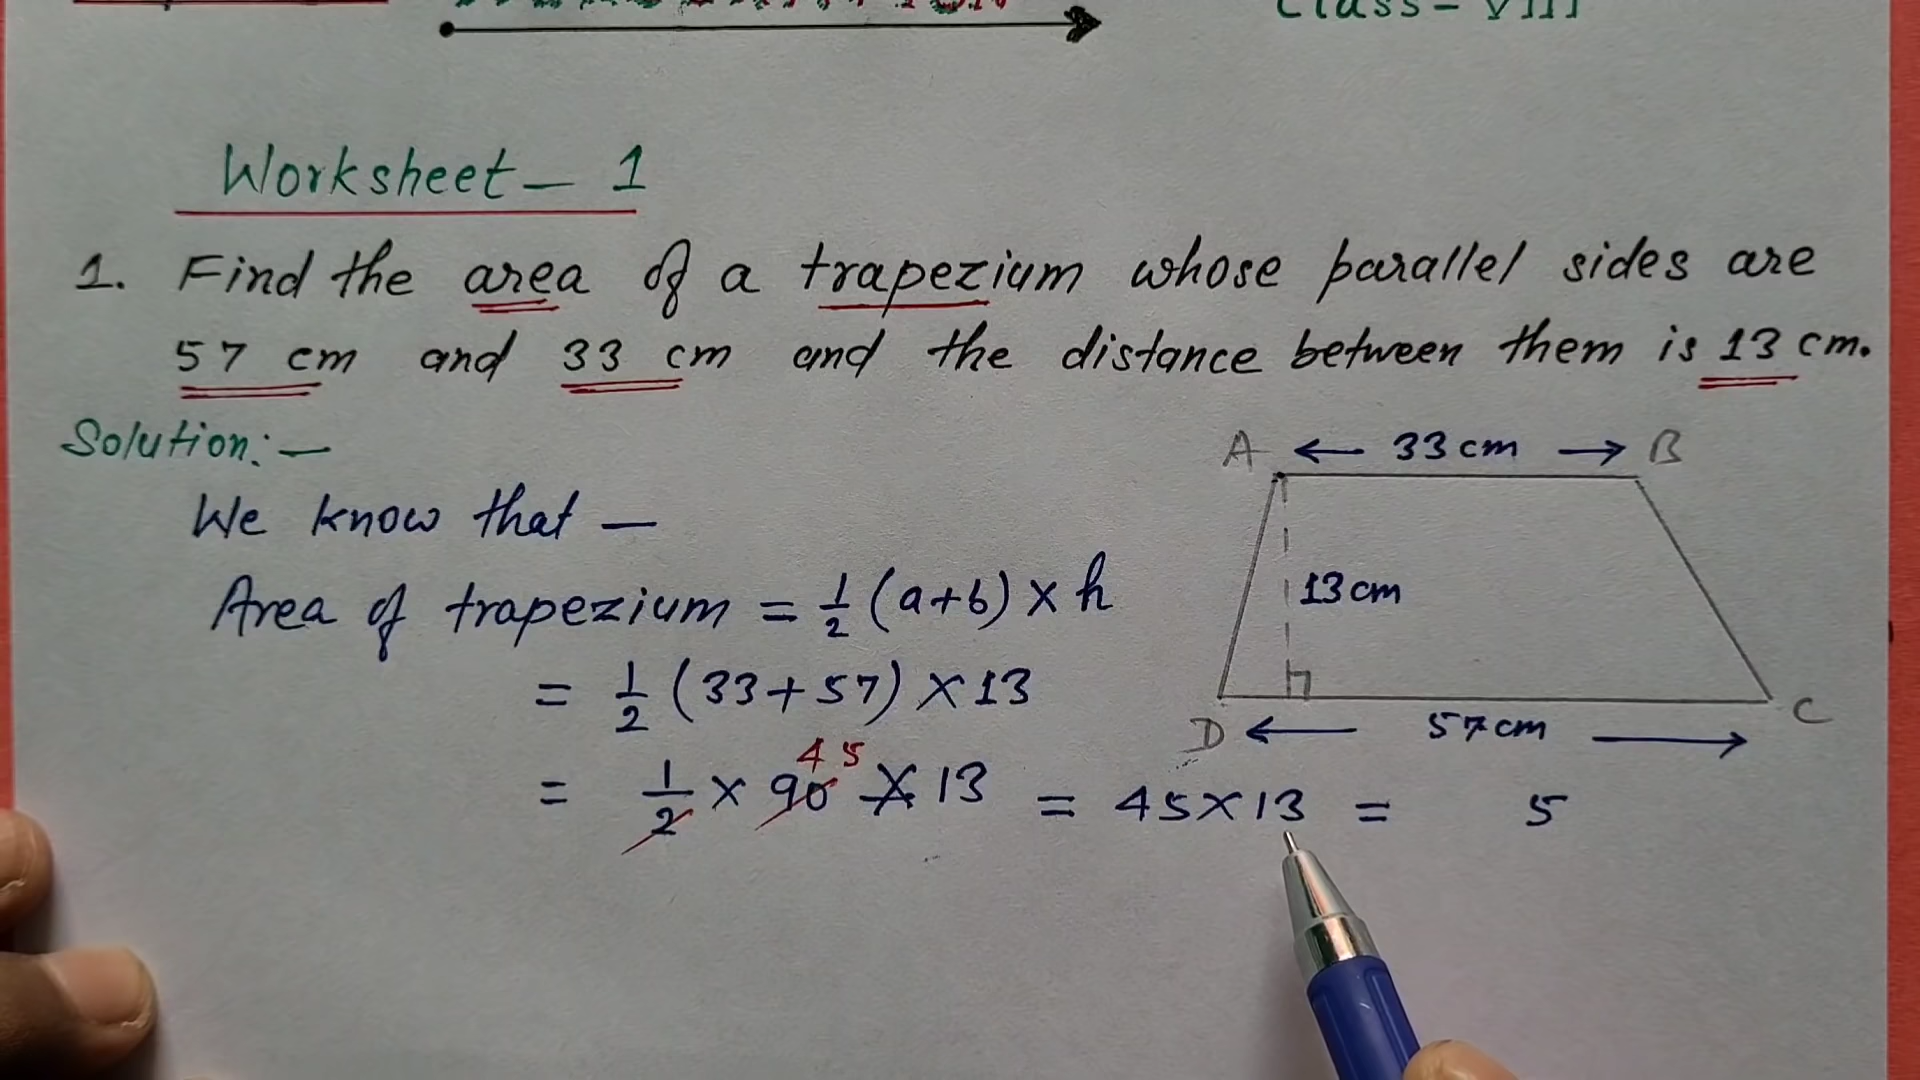 Class - VIII
Worksheet - 1
1. Find the area of a trapezium whose parallel sides are
57 cm and 33 cm and the distance between them is 13 cm.
Solution:-
We know that -
Area of trapezium = 1/2 (a+b) × h
= 1/2 (33+57) × 13
45
= 1/2 × 90 × 13 = 45×13 = 5
A ← 33 cm → B
13 cm
D ← 57 cm → C